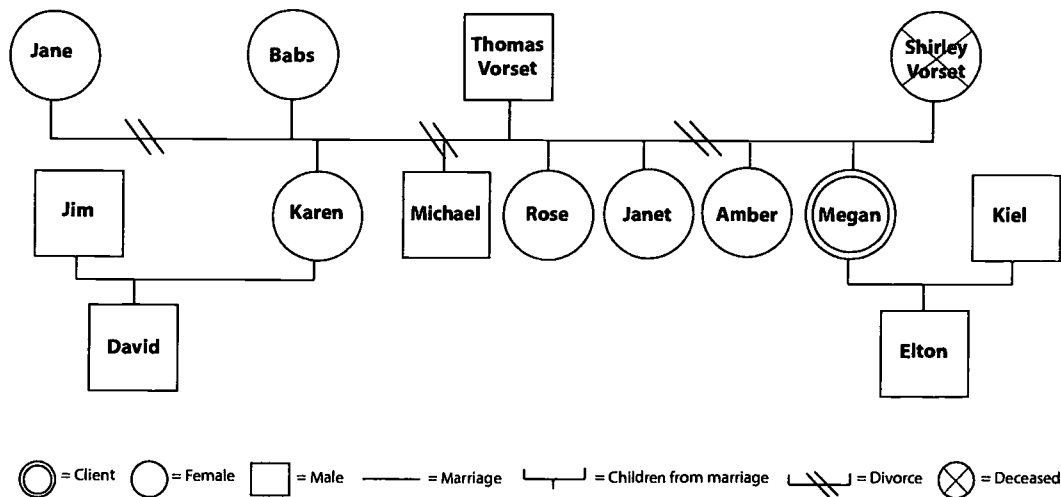 Jane
Babs
Thomas
Vorset
Shirley
Vorset
Jim
Karen
Michael
Rose
Janet
Amber
Megan
Kiel
David
Elton
= Client = Female = Male = Marriage = Children from marriage = Divorce = Deceased